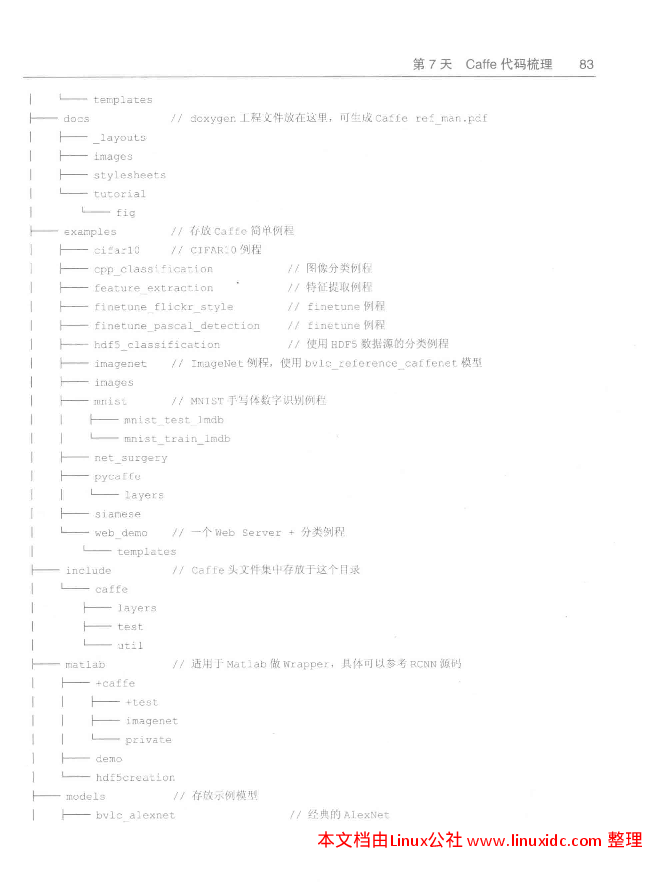 第 7 天 Caffe 代码梳理 83
│ └── templates
├── docs // doxygen 工程文件放在这里，可生成 Caffe ref_man.pdf
│ ├── _layouts
│ ├── images
│ ├── stylesheets
│ └── tutorial
│ └── fig
├── examples // 存放 Caffe 简单例程
│ ├── cifar10 // CIFAR10 例程
│ ├── cpp_classification // 图像分类例程
│ ├── feature_extraction // 特征提取例程
│ ├── finetune_flickr_style // finetune 例程
│ ├── finetune_pascal_detection // finetune 例程
│ ├── hdf5_classification // 使用 HDF5 数据源的分类例程
│ ├── imagenet // ImageNet 例程，使用 bvlc_reference_caffenet 模型
│ ├── images
│ ├── mnist // MNIST 手写体数字识别例程
│ │ ├── mnist_test_lmdb
│ │ └── mnist_train_lmdb
│ ├── net_surgery
│ ├── pycaffe
│ │ └── layers
│ ├── siamese
│ └── web_demo // 一个 Web Server + 分类例程
│ └── templates
├── include // Caffe 头文件集中存放于这个目录
│ └── caffe
│ ├── layers
│ ├── test
│ └── util
├── matlab // 适用于 Matlab 做 Wrapper，具体可以参考 RCNN 源码
│ ├── +caffe
│ │ ├── +test
│ │ ├── imagenet
│ │ └── private
│ ├── demo
│ └── hdf5creation
├── models // 存放示例模型
│ ├── bvlc_alexnet // 经典的 AlexNet
本文档由Linux公社 www.linuxidc.com 整理